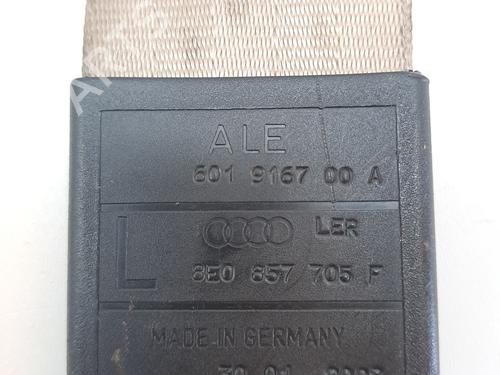 ALE
601 9167 00 A
L LER
8E0 857 705 F
MADE IN GERMANY